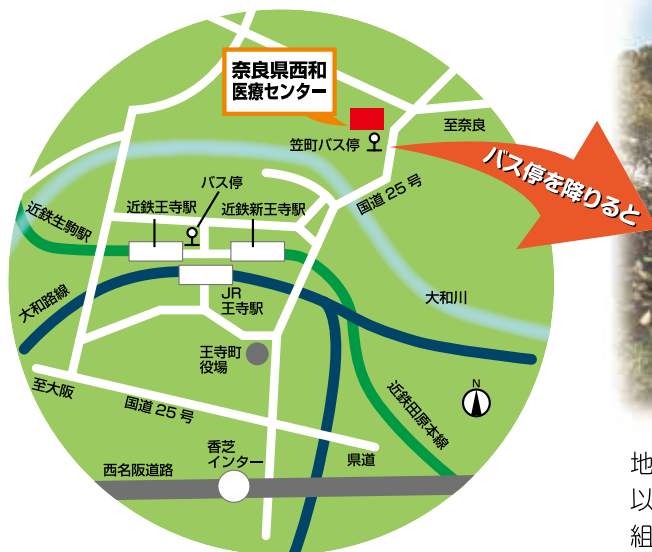 奈良県西和
医療センター
至奈良
笠町バス停
バス停を降りると
国道25号
バス停
近鉄王寺駅
近鉄新王寺駅
近鉄生駒駅
大和路線
JR
王寺駅
大和川
王寺町
役場
N
至大阪
国道25号
近鉄田原本線
香芝
インター
県道
西名阪道路
地
以
組